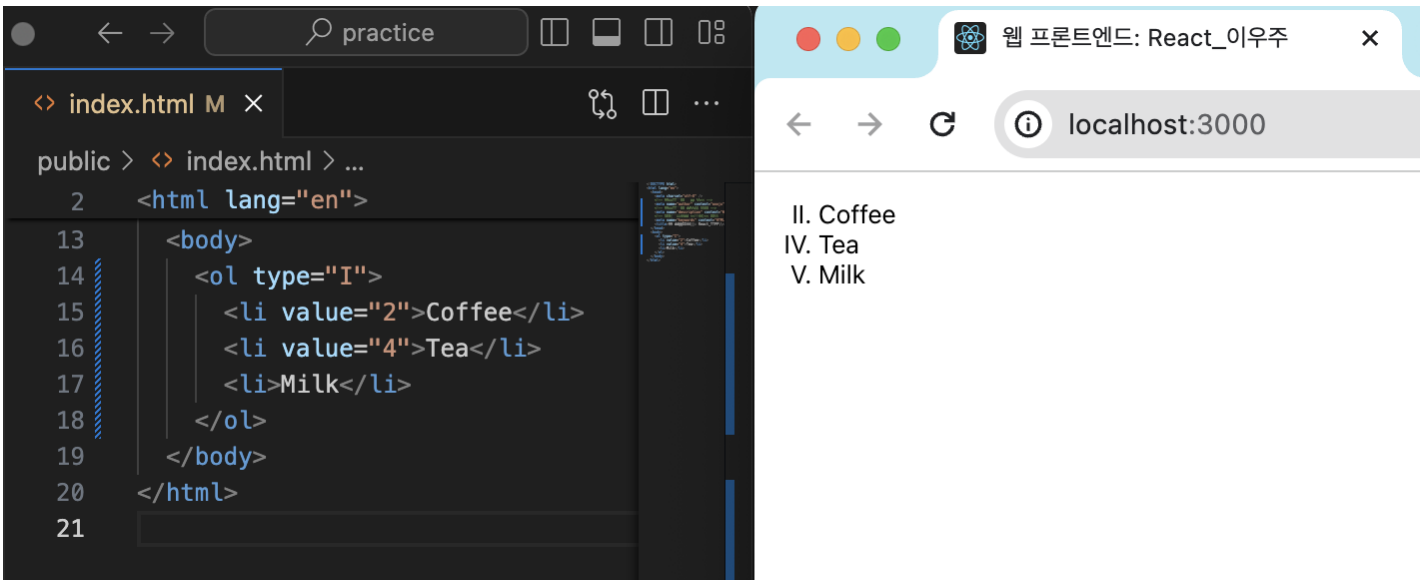 practice
index.html M
public > index.html > ...
2 <html lang="en">
13 <body>
14 <ol type="I">
15 <li value="2">Coffee</li>
16 <li value="4">Tea</li>
17 <li>Milk</li>
18 </ol>
19 </body>
20 </html>
21
웹 프론트엔드: React_이우주
localhost:3000
II. Coffee
IV. Tea
V. Milk